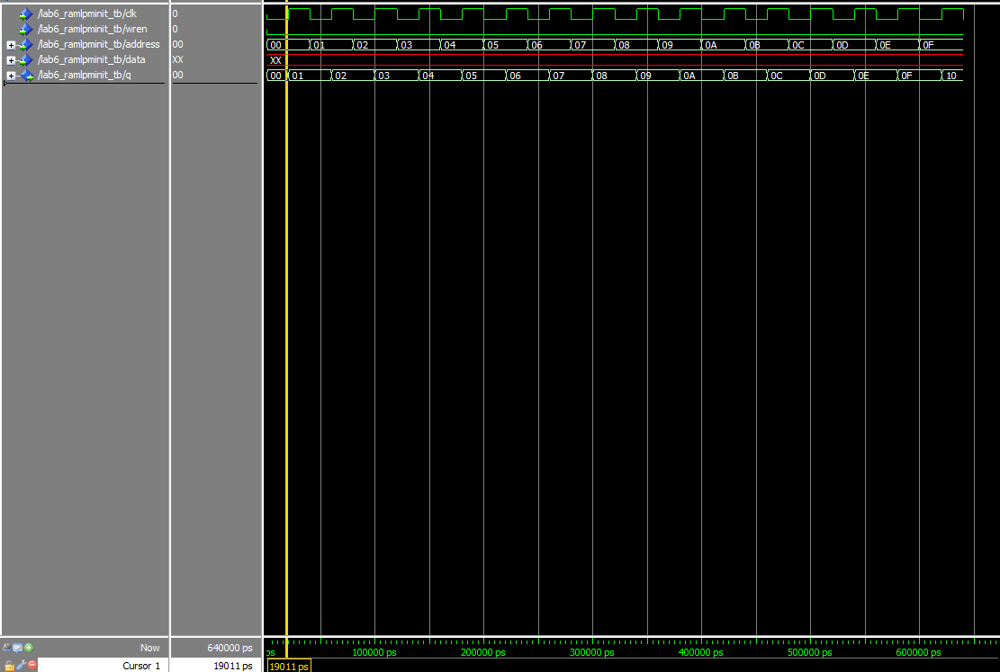 /lab6_ramlpminit_tb/clk 0
/lab6_ramlpminit_tb/wren 0
/lab6_ramlpminit_tb/address 00 00 01 02 03 04 05 06 07 08 09 0A 0B 0C 0D 0E 0F
/lab6_ramlpminit_tb/data XX XX
/lab6_ramlpminit_tb/q 00 00 01 02 03 04 05 06 07 08 09 0A 0B 0C 0D 0E 0F 10
Now 640000 ps ps 100000 ps 200000 ps 300000 ps 400000 ps 500000 ps 600000 ps
Cursor 1 19011 ps 19011 ps